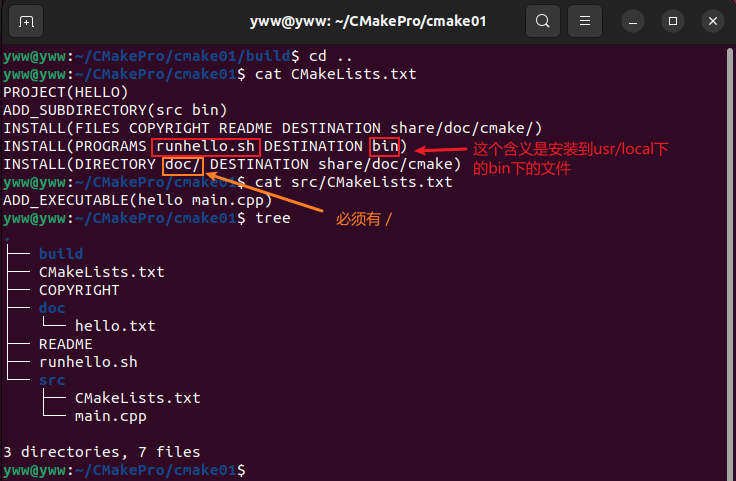 yww@yww: ~/CMakePro/cmake01
yww@yww:~/CMakePro/cmake01/build$ cd ..
yww@yww:~/CMakePro/cmake01$ cat CMakeLists.txt
PROJECT(HELLO)
ADD_SUBDIRECTORY(src bin)
INSTALL(FILES COPYRIGHT README DESTINATION share/doc/cmake/)
INSTALL(PROGRAMS runhello.sh DESTINATION bin)
这个含义是安装到usr/local下
的bin下的文件
INSTALL(DIRECTORY doc/ DESTINATION share/doc/cmake)
yww@yww:~/CMakePro/cmake01$ cat src/CMakeLists.txt
ADD_EXECUTABLE(hello main.cpp)
yww@yww:~/CMakePro/cmake01$ tree
必须有 /
.
├── build
├── CMakeLists.txt
├── COPYRIGHT
├── doc
│   └── hello.txt
├── README
├── runhello.sh
└── src
    ├── CMakeLists.txt
    └── main.cpp
3 directories, 7 files
yww@yww:~/CMakePro/cmake01$